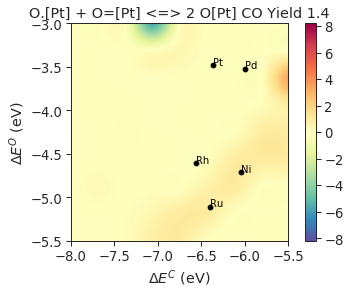 O.[Pt] + O=[Pt] <=> 2 O[Pt] CO Yield 1.4
−3.0
−3.5
−4.0
−4.5
−5.0
−5.5
ΔE^O (eV)
Pt
Pd
Rh
Ni
Ru
−8.0 −7.5 −7.0 −6.5 −6.0 −5.5
ΔE^C (eV)
8
6
4
2
0
−2
−4
−6
−8